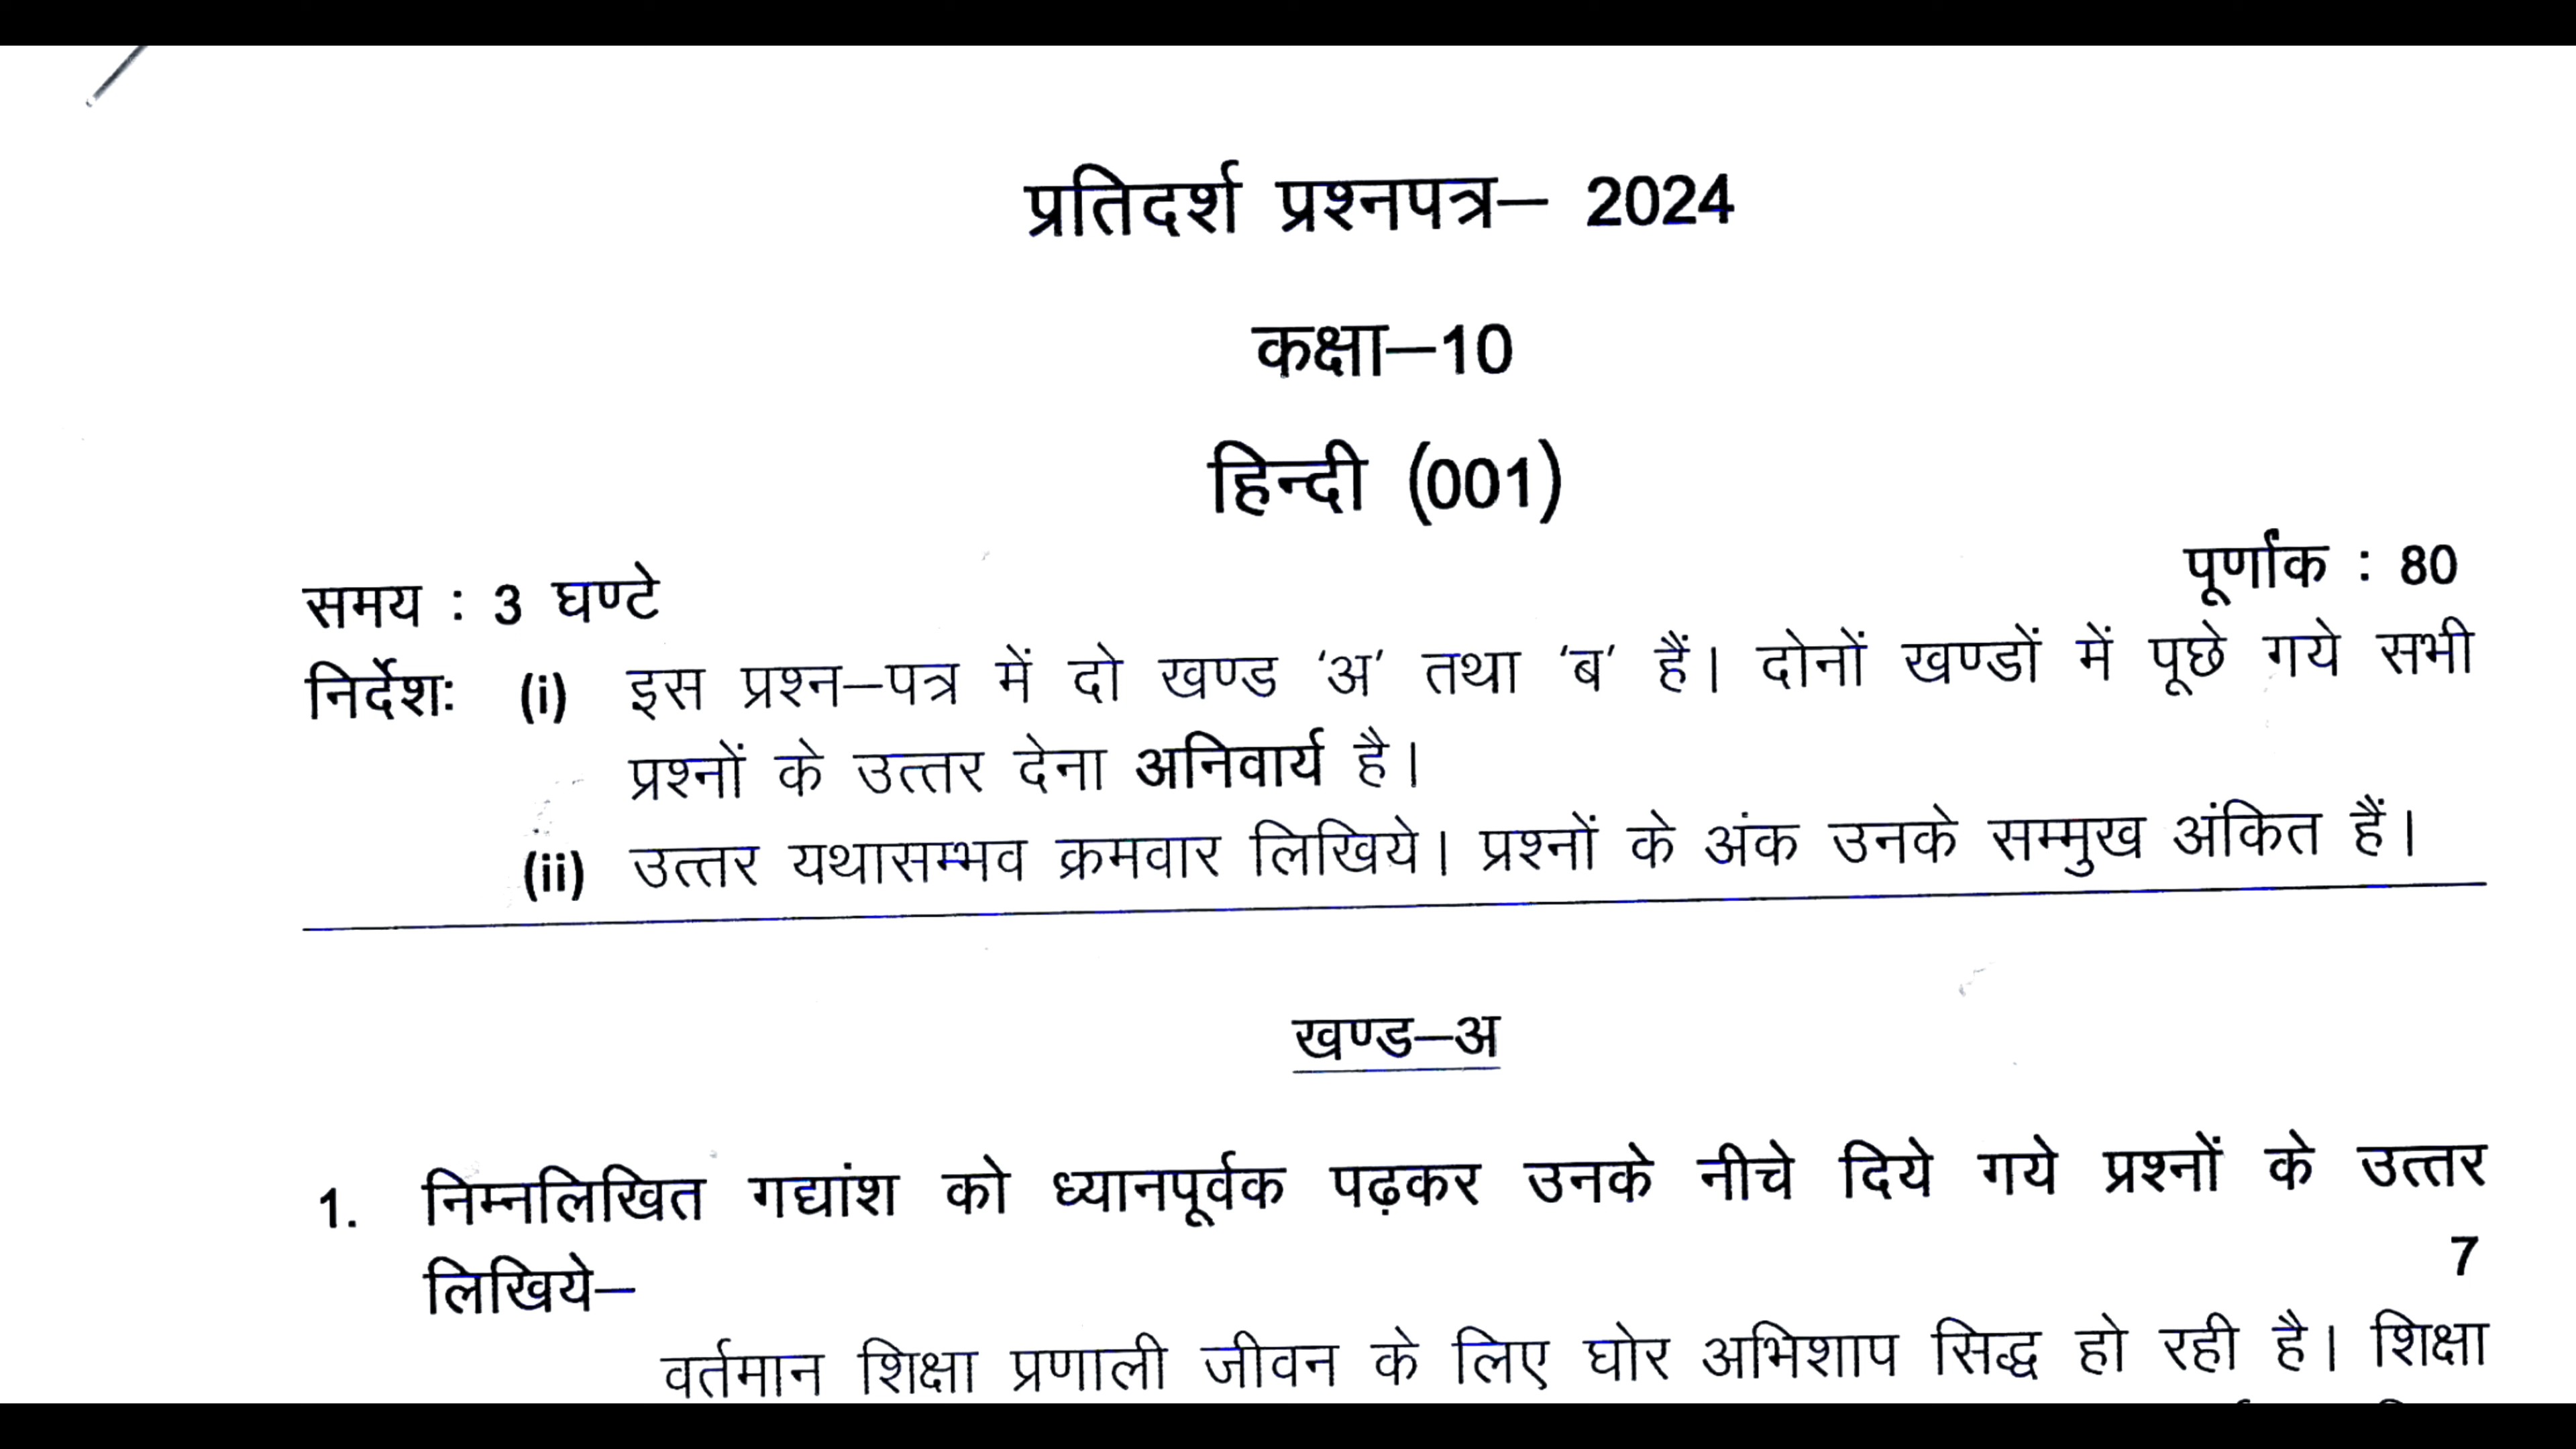 प्रतिदर्श प्रश्नपत्र– 2024
कक्षा–10
हिन्दी (001)
समय : 3 घण्टे पूर्णांक : 80
निर्देशः (i) इस प्रश्न–पत्र में दो खण्ड ‘अ’ तथा ‘ब’ हैं। दोनों खण्डों में पूछे गये सभी
प्रश्नों के उत्तर देना अनिवार्य है।
(ii) उत्तर यथासम्भव क्रमवार लिखिये। प्रश्नों के अंक उनके सम्मुख अंकित हैं।
खण्ड–अ
1. निम्नलिखित गद्यांश को ध्यानपूर्वक पढ़कर उनके नीचे दिये गये प्रश्नों के उत्तर
लिखिये– 7
वर्तमान शिक्षा प्रणाली जीवन के लिए घोर अभिशाप सिद्ध हो रही है। शिक्षा